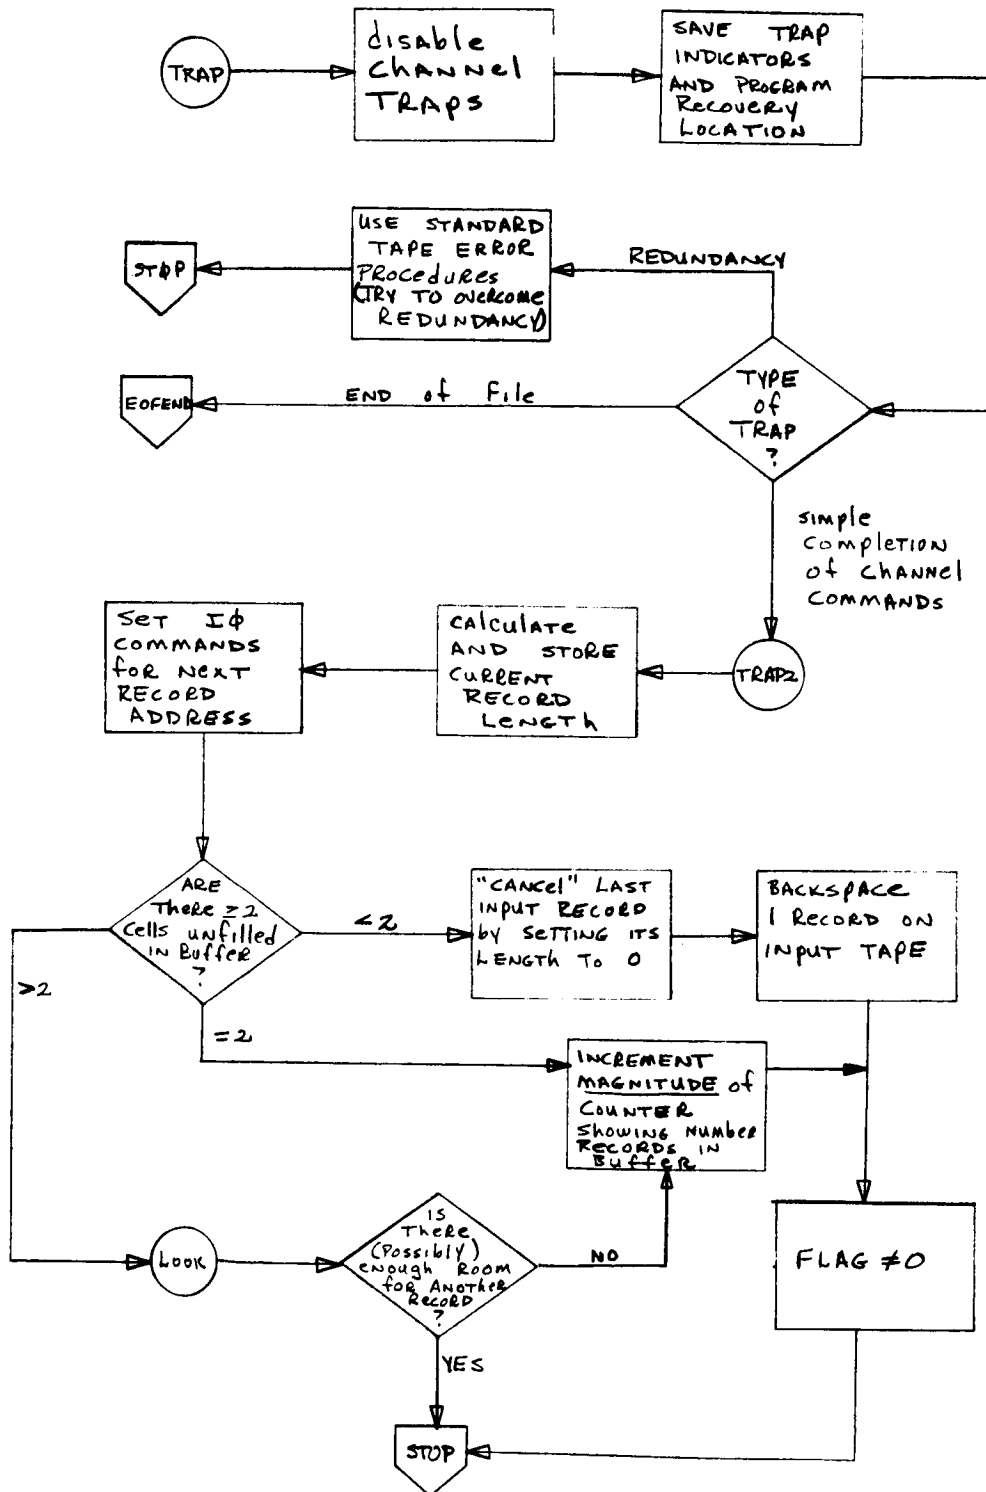 TRAP
disable
CHANNEL
TRAPS
SAVE TRAP
INDICATORS
AND PROGRAM
RECOVERY
LOCATION
USE STANDARD
TAPE ERROR
PROCEDURES
(TRY TO OVERCOME
REDUNDANCY)
STØP
REDUNDANCY
EOFEND
END of File
TYPE
of
TRAP
?
SIMPLE
COMPLETION
OF CHANNEL
COMMANDS
SET IØ
COMMANDS
for NEXT
RECORD
ADDRESS
CALCULATE
AND STORE
CURRENT
RECORD
LENGTH
TRAP2
ARE
There ≥2
Cells unfilled
IN Buffer
?
<2
"CANCEL" LAST
INPUT RECORD
by SETTING ITS
LENGTH TO 0
BACKSPACE
1 RECORD ON
INPUT TAPE
>2
=2
INCREMENT
MAGNITUDE of
COUNTER
SHOWING NUMBER
RECORDS IN
Buffer
LOOK
IS
THERE
(POSSIBLY)
enough ROOM
for ANOTHER
RECORD
?
NO
FLAG ≠0
YES
STOP